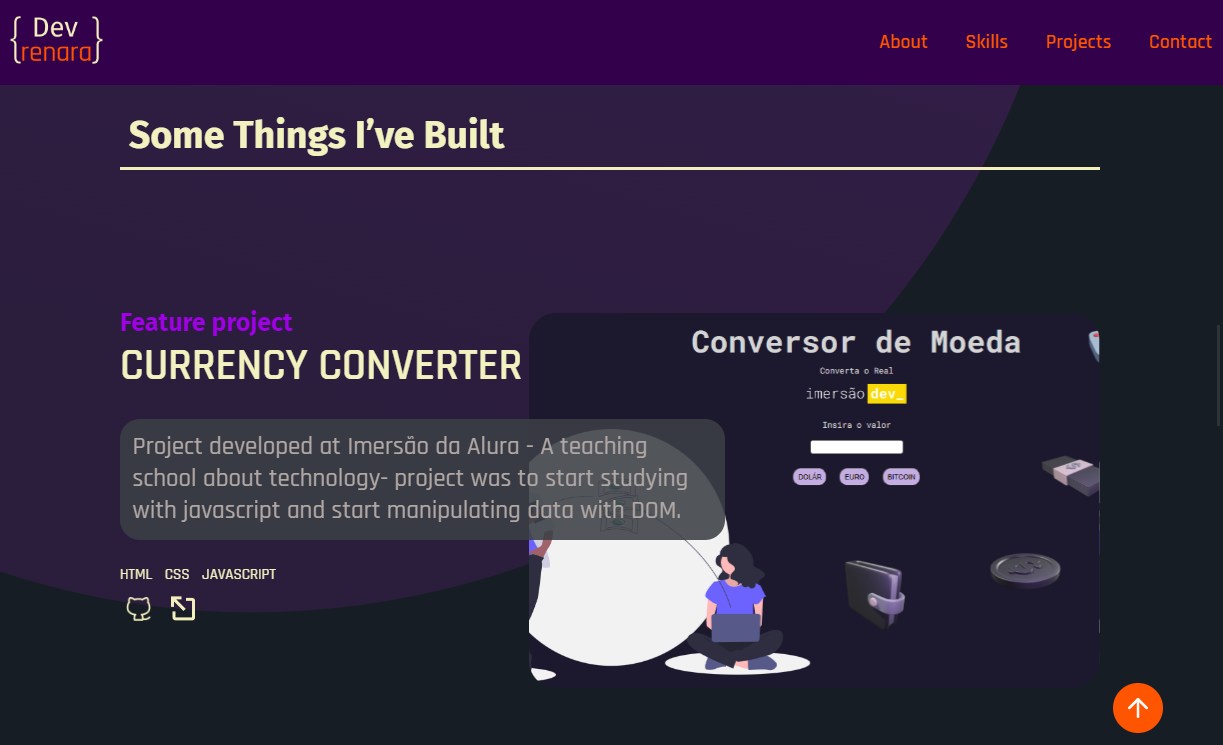 { Dev }
renara
About Skills Projects Contact
Some Things I’ve Built
Feature project
CURRENCY CONVERTER
Project developed at Imersão da Alura - A teaching
school about technology- project was to start studying
with javascript and start manipulating data with DOM.
HTML CSS JAVASCRIPT
Conversor de Moeda
Converta o Real
imersão dev_
Insira o valor
DOLÁR EURO BITCOIN